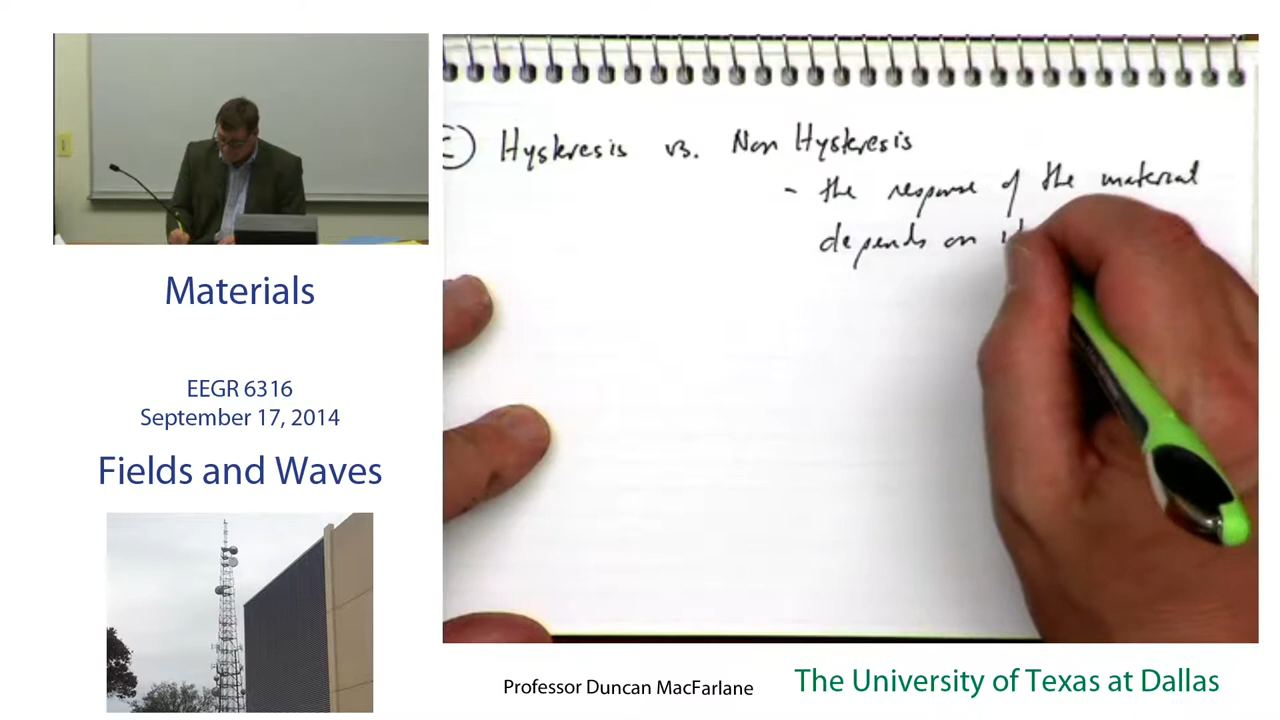 Hysteresis vs. Non Hysteresis
- the response of the material
depends on
Materials
EEGR 6316
September 17, 2014
Fields and Waves
Professor Duncan MacFarlane
The University of Texas at Dallas